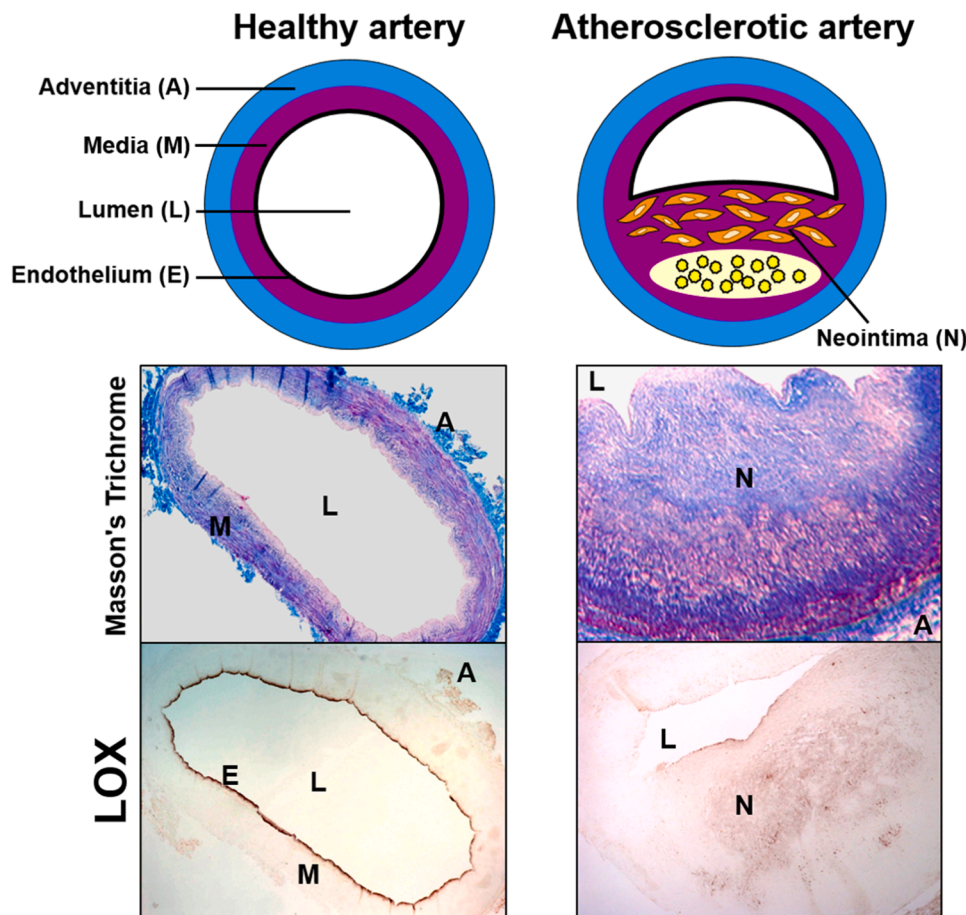 Healthy artery
Atherosclerotic artery
Adventitia (A)
Media (M)
Lumen (L)
Endothelium (E)
Neointima (N)
Masson's Trichrome
A
L
M
L
N
A
LOX
A
E
L
M
L
N